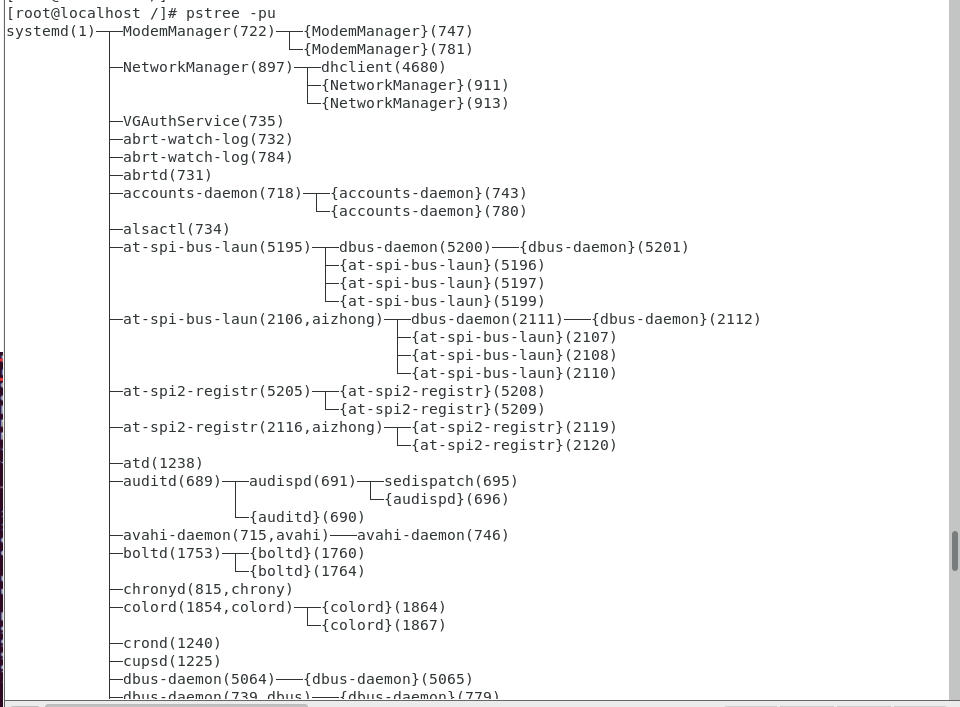 [root@localhost /]# pstree -pu
systemd(1)─┬─ModemManager(722)─┬─{ModemManager}(747)
           │                   └─{ModemManager}(781)
           ├─NetworkManager(897)─┬─dhclient(4680)
           │                     ├─{NetworkManager}(911)
           │                     └─{NetworkManager}(913)
           ├─VGAuthService(735)
           ├─abrt-watch-log(732)
           ├─abrt-watch-log(784)
           ├─abrtd(731)
           ├─accounts-daemon(718)─┬─{accounts-daemon}(743)
           │                      └─{accounts-daemon}(780)
           ├─alsactl(734)
           ├─at-spi-bus-laun(5195)─┬─dbus-daemon(5200)───{dbus-daemon}(5201)
           │                       ├─{at-spi-bus-laun}(5196)
           │                       ├─{at-spi-bus-laun}(5197)
           │                       └─{at-spi-bus-laun}(5199)
           ├─at-spi-bus-laun(2106,aizhong)─┬─dbus-daemon(2111)───{dbus-daemon}(2112)
           │                               ├─{at-spi-bus-laun}(2107)
           │                               ├─{at-spi-bus-laun}(2108)
           │                               └─{at-spi-bus-laun}(2110)
           ├─at-spi2-registr(5205)─┬─{at-spi2-registr}(5208)
           │                       └─{at-spi2-registr}(5209)
           ├─at-spi2-registr(2116,aizhong)─┬─{at-spi2-registr}(2119)
           │                               └─{at-spi2-registr}(2120)
           ├─atd(1238)
           ├─auditd(689)─┬─audispd(691)─┬─sedispatch(695)
           │             │              └─{audispd}(696)
           │             └─{auditd}(690)
           ├─avahi-daemon(715,avahi)───avahi-daemon(746)
           ├─boltd(1753)─┬─{boltd}(1760)
           │             └─{boltd}(1764)
           ├─chronyd(815,chrony)
           ├─colord(1854,colord)─┬─{colord}(1864)
           │                     └─{colord}(1867)
           ├─crond(1240)
           ├─cupsd(1225)
           ├─dbus-daemon(5064)───{dbus-daemon}(5065)
           ├─dbus-daemon(739,dbus)───{dbus-daemon}(779)